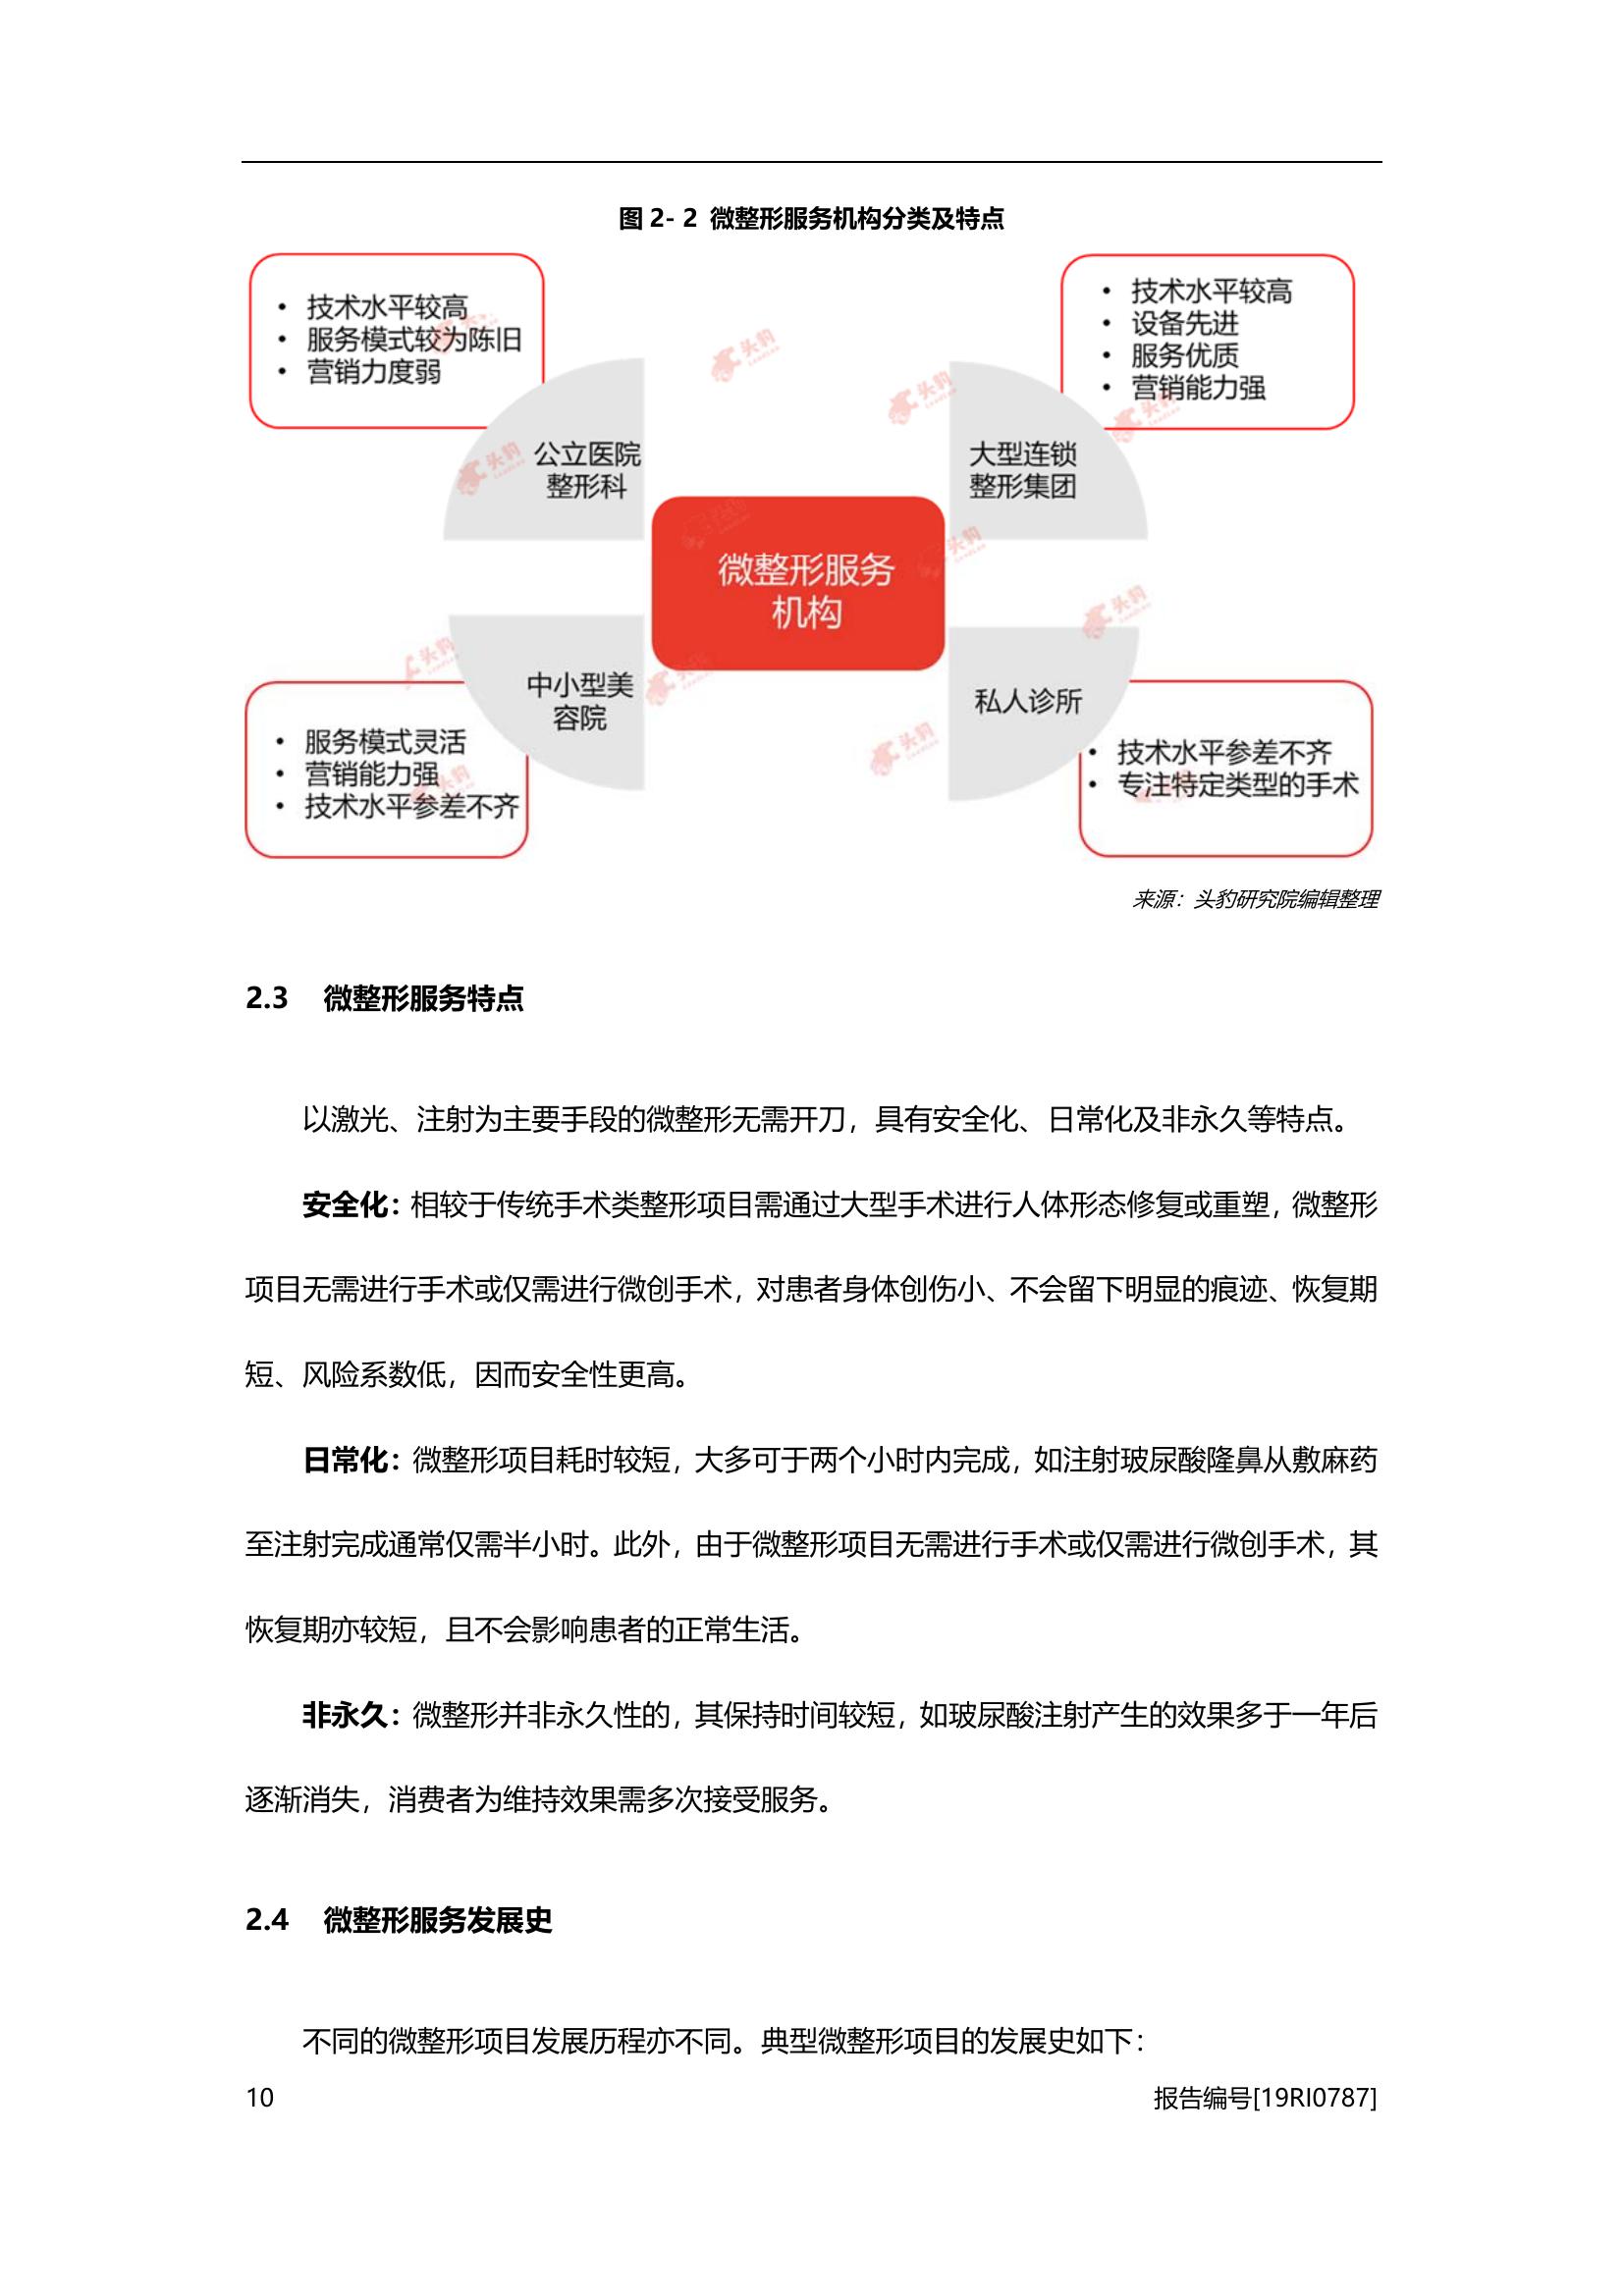 图 2- 2 微整形服务机构分类及特点
• 技术水平较高
• 服务模式较为陈旧
• 营销力度弱
• 技术水平较高
• 设备先进
• 服务优质
• 营销能力强
公立医院
整形科
大型连锁
整形集团
微整形服务
机构
中小型美
容院
私人诊所
• 服务模式灵活
• 营销能力强
• 技术水平参差不齐
• 技术水平参差不齐
• 专注特定类型的手术
来源：头豹研究院编辑整理
2.3 微整形服务特点
以激光、注射为主要手段的微整形无需开刀，具有安全化、日常化及非永久等特点。
安全化：相较于传统手术类整形项目需通过大型手术进行人体形态修复或重塑，微整形
项目无需进行手术或仅需进行微创手术，对患者身体创伤小、不会留下明显的痕迹、恢复期
短、风险系数低，因而安全性更高。
日常化：微整形项目耗时较短，大多可于两个小时内完成，如注射玻尿酸隆鼻从敷麻药
至注射完成通常仅需半小时。此外，由于微整形项目无需进行手术或仅需进行微创手术，其
恢复期亦较短，且不会影响患者的正常生活。
非永久：微整形并非永久性的，其保持时间较短，如玻尿酸注射产生的效果多于一年后
逐渐消失，消费者为维持效果需多次接受服务。
2.4 微整形服务发展史
不同的微整形项目发展历程亦不同。典型微整形项目的发展史如下：
10 报告编号[19RI0787]